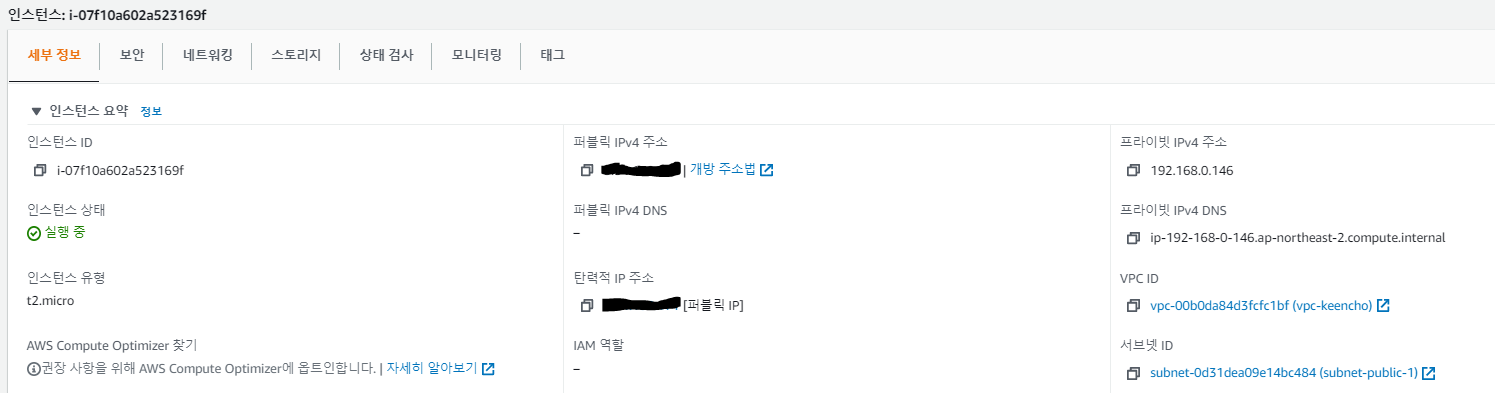 인스턴스: i-07f10a602a523169f
세부 정보 보안 네트워킹 스토리지 상태 검사 모니터링 태그
▼ 인스턴스 요약 정보
인스턴스 ID
i-07f10a602a523169f
퍼블릭 IPv4 주소
| 개방 주소법
프라이빗 IPv4 주소
192.168.0.146
인스턴스 상태
실행 중
퍼블릭 IPv4 DNS
–
프라이빗 IPv4 DNS
ip-192-168-0-146.ap-northeast-2.compute.internal
인스턴스 유형
t2.micro
탄력적 IP 주소
[퍼블릭 IP]
VPC ID
vpc-00b0da84d3fcfc1bf (vpc-keencho)
AWS Compute Optimizer 찾기
권장 사항을 위해 AWS Compute Optimizer에 옵트인합니다. | 자세히 알아보기
IAM 역할
–
서브넷 ID
subnet-0d31dea09e14bc484 (subnet-public-1)